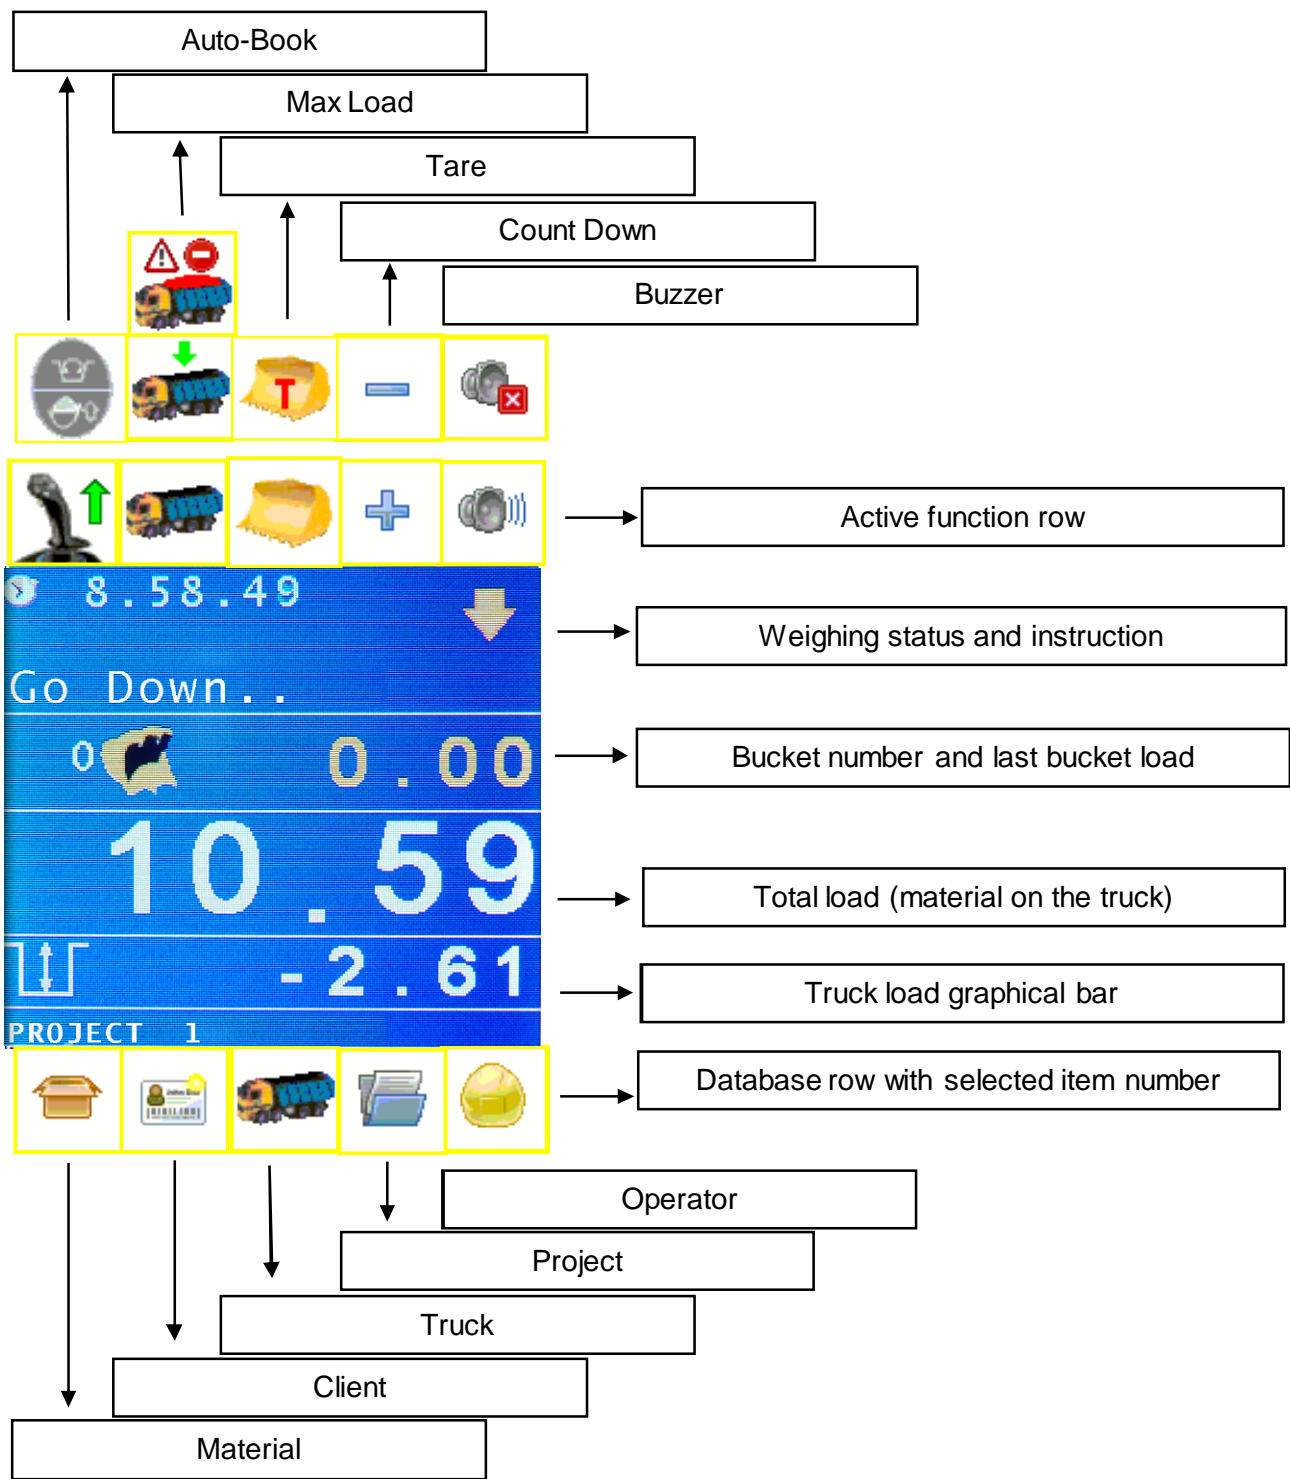 Auto-Book
Max Load
Tare
Count Down
Buzzer
T
Active function row
8.58.49
Weighing status and instruction
Go Down..
0 0.00
Bucket number and last bucket load
10.59
Total load (material on the truck)
-2.61
Truck load graphical bar
PROJECT 1
Database row with selected item number
Operator
Project
Truck
Client
Material